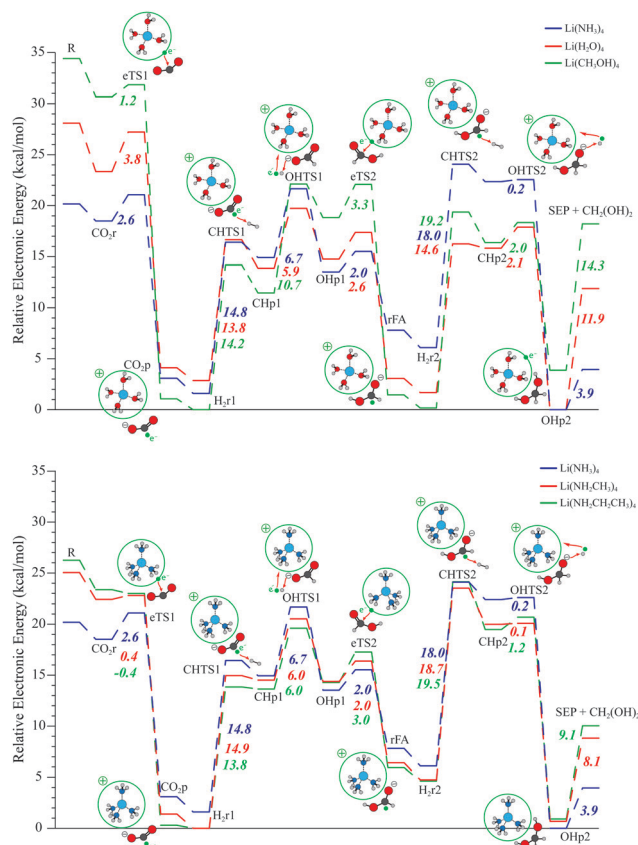 R
eTS1
Li(NH₃)₄
Li(H₂O)₄
Li(CH₃OH)₄
Relative Electronic Energy (kcal/mol)
35
30
25
20
15
10
5
0
1.2
3.8
2.6
CO₂r
CO₂p
H₂r1
e⁻
CHTS1
14.8
13.8
14.2
CHp1
OHTS1
6.7
5.9
10.7
OHp1
eTS2
3.3
2.0
2.6
rFA
H₂r2
CHTS2
19.2
18.0
14.6
CHp2
OHTS2
0.2
2.0
2.1
SEP + CH₂(OH)₂
14.3
11.9
3.9
OHp2
Li(NH₃)₄
Li(NH₂CH₃)₄
Li(NH₂CH₂CH₃)₄
Relative Electronic Energy (kcal/mol)
35
30
25
20
15
10
5
0
R
eTS1
CO₂r
2.6
0.4
-0.4
CO₂p
H₂r1
e⁻
CHTS1
14.8
14.9
13.8
CHp1
OHTS1
6.7
6.0
6.0
OHp1
eTS2
2.0
2.0
3.0
rFA
H₂r2
CHTS2
18.0
18.7
19.5
CHp2
OHTS2
0.2
0.1
1.2
SEP + CH₂(OH)₂
9.1
8.1
3.9
OHp2